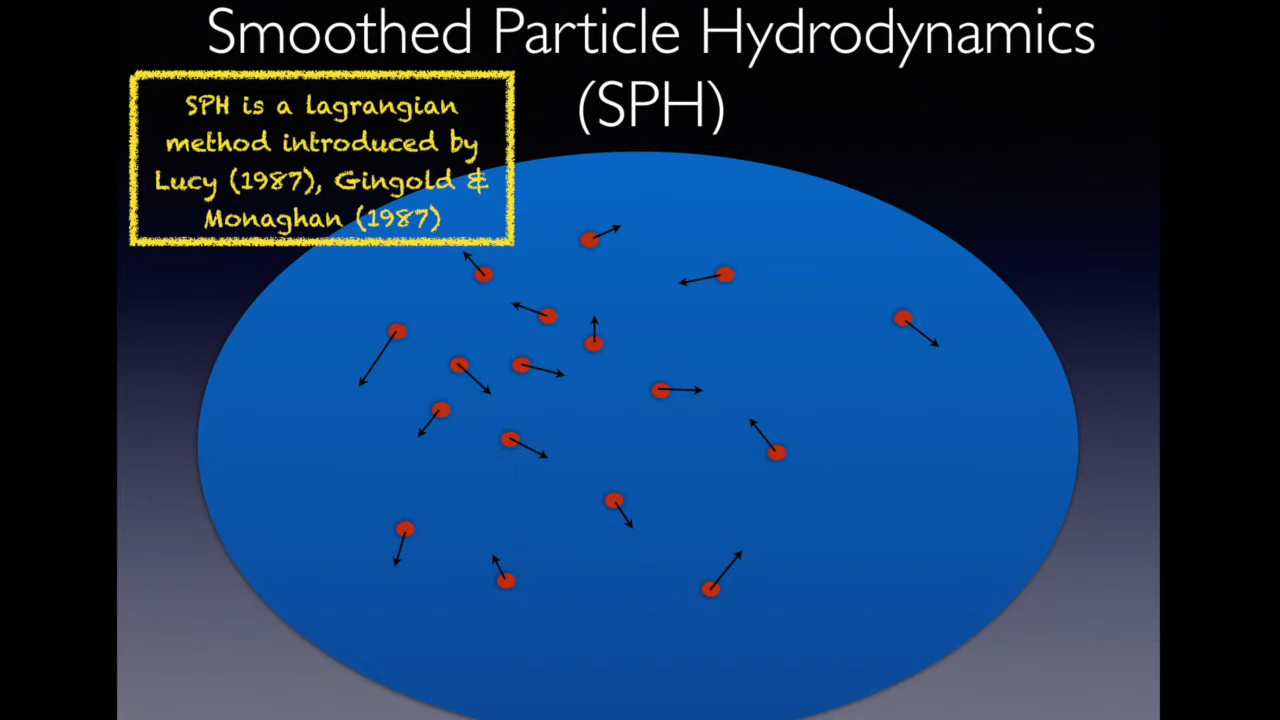 Smoothed Particle Hydrodynamics
(SPH)
SPH is a lagrangian
method introduced by
Lucy (1987), Gingold &
Monaghan (1987)